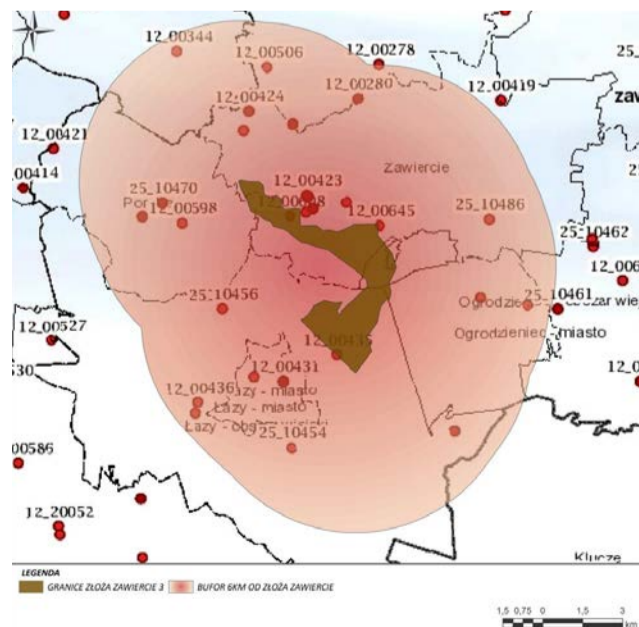 12_00344
12_00506
12_00278
12_00280
12_00419
12_00424
12_00421
Zawiercie
00414
12_00423
25_10470
12_00598
12_00645
25_10486
25_10462
25_10456
25_10461
Ogrodzieniec - miasto
12_00527
12_00435
530
12_00431
12_00436
Łazy - miasto
Łazy - miasto
25_10454
00586
12_20052
Klucze
LEGENDA
GRANICE ZŁOŻA ZAWIERCIE 3
BUFOR 6KM OD ZŁOŻA ZAWIERCIE
1,5 0,75 0 1,5 3
km